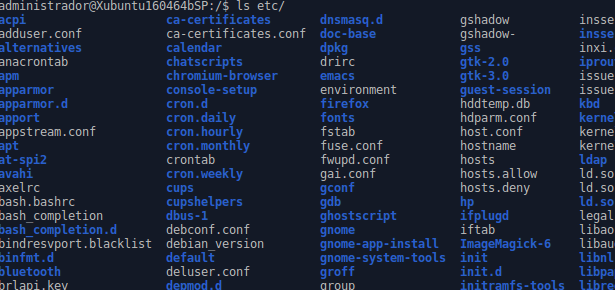 administrador@Xubuntu160464bSP:/$ ls etc/
acpi ca-certificates dnsmasq.d gshadow insse
adduser.conf ca-certificates.conf doc-base gshadow- insse
alternatives calendar dpkg gss inxi.
anacrontab chatscripts drirc gtk-2.0 iprou
apm chromium-browser emacs gtk-3.0 issue
apparmor console-setup environment guest-session issue
apparmor.d cron.d firefox hddtemp.db kbd
apport cron.daily fonts hdparm.conf kerne
appstream.conf cron.hourly fstab host.conf kerne
apt cron.monthly fuse.conf hostname kerne
at-spi2 crontab fwupd.conf hosts ldap
avahi cron.weekly gai.conf hosts.allow ld.so
axelrc cups gconf hosts.deny ld.so
bash.bashrc cupshelpers gdb hp ld.so
bash_completion dbus-1 ghostscript ifplugd legal
bash_completion.d debconf.conf gnome iftab libao
bindresvport.blacklist debian_version gnome-app-install ImageMagick-6 libau
binfmt.d default gnome-system-tools init libnl
bluetooth deluser.conf groff init.d libpa
brlapi.key depmod.d group initramfs-tools libre